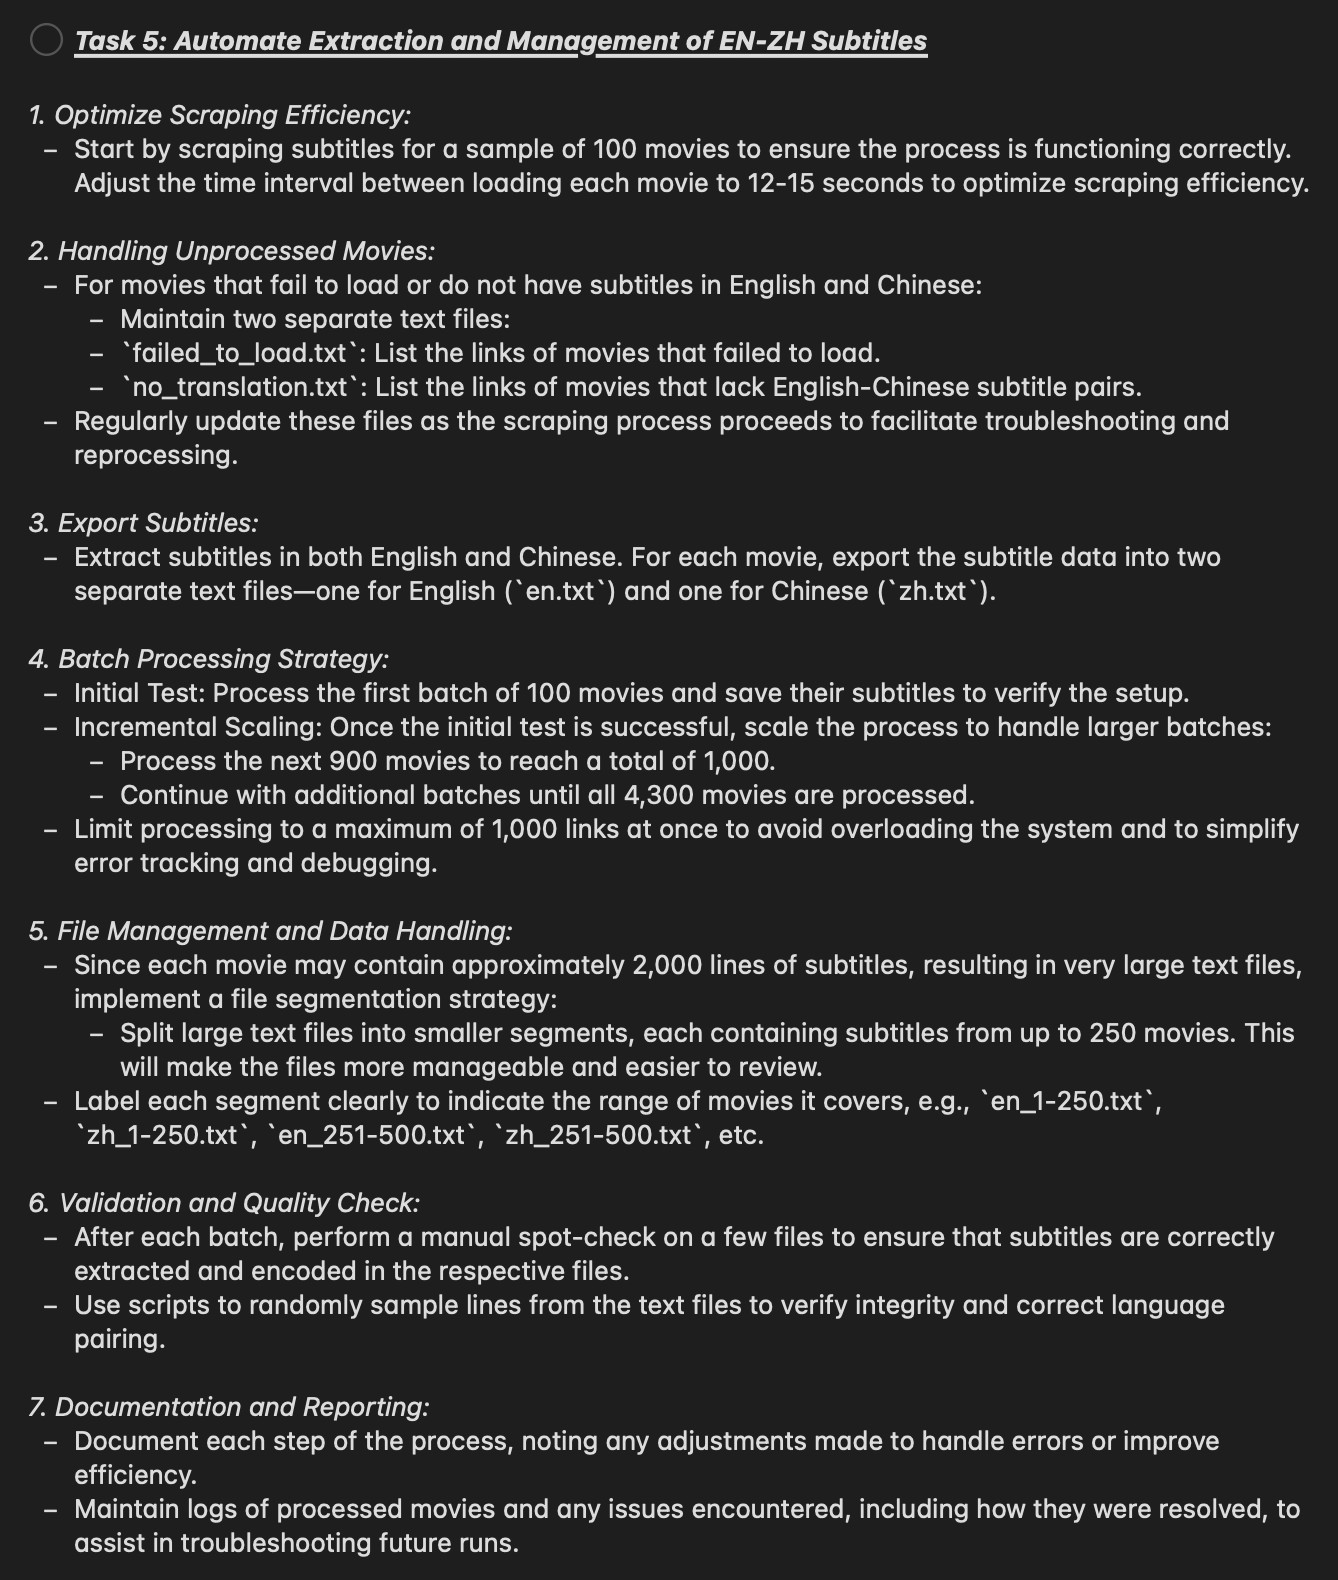 Task 5: Automate Extraction and Management of EN-ZH Subtitles
1. Optimize Scraping Efficiency:
– Start by scraping subtitles for a sample of 100 movies to ensure the process is functioning correctly.
Adjust the time interval between loading each movie to 12-15 seconds to optimize scraping efficiency.
2. Handling Unprocessed Movies:
– For movies that fail to load or do not have subtitles in English and Chinese:
– Maintain two separate text files:
– `failed_to_load.txt`: List the links of movies that failed to load.
– `no_translation.txt`: List the links of movies that lack English-Chinese subtitle pairs.
– Regularly update these files as the scraping process proceeds to facilitate troubleshooting and
reprocessing.
3. Export Subtitles:
– Extract subtitles in both English and Chinese. For each movie, export the subtitle data into two
separate text files—one for English (`en.txt`) and one for Chinese (`zh.txt`).
4. Batch Processing Strategy:
– Initial Test: Process the first batch of 100 movies and save their subtitles to verify the setup.
– Incremental Scaling: Once the initial test is successful, scale the process to handle larger batches:
– Process the next 900 movies to reach a total of 1,000.
– Continue with additional batches until all 4,300 movies are processed.
– Limit processing to a maximum of 1,000 links at once to avoid overloading the system and to simplify
error tracking and debugging.
5. File Management and Data Handling:
– Since each movie may contain approximately 2,000 lines of subtitles, resulting in very large text files,
implement a file segmentation strategy:
– Split large text files into smaller segments, each containing subtitles from up to 250 movies. This
will make the files more manageable and easier to review.
– Label each segment clearly to indicate the range of movies it covers, e.g., `en_1-250.txt`,
`zh_1-250.txt`, `en_251-500.txt`, `zh_251-500.txt`, etc.
6. Validation and Quality Check:
– After each batch, perform a manual spot-check on a few files to ensure that subtitles are correctly
extracted and encoded in the respective files.
– Use scripts to randomly sample lines from the text files to verify integrity and correct language
pairing.
7. Documentation and Reporting:
– Document each step of the process, noting any adjustments made to handle errors or improve
efficiency.
– Maintain logs of processed movies and any issues encountered, including how they were resolved, to
assist in troubleshooting future runs.